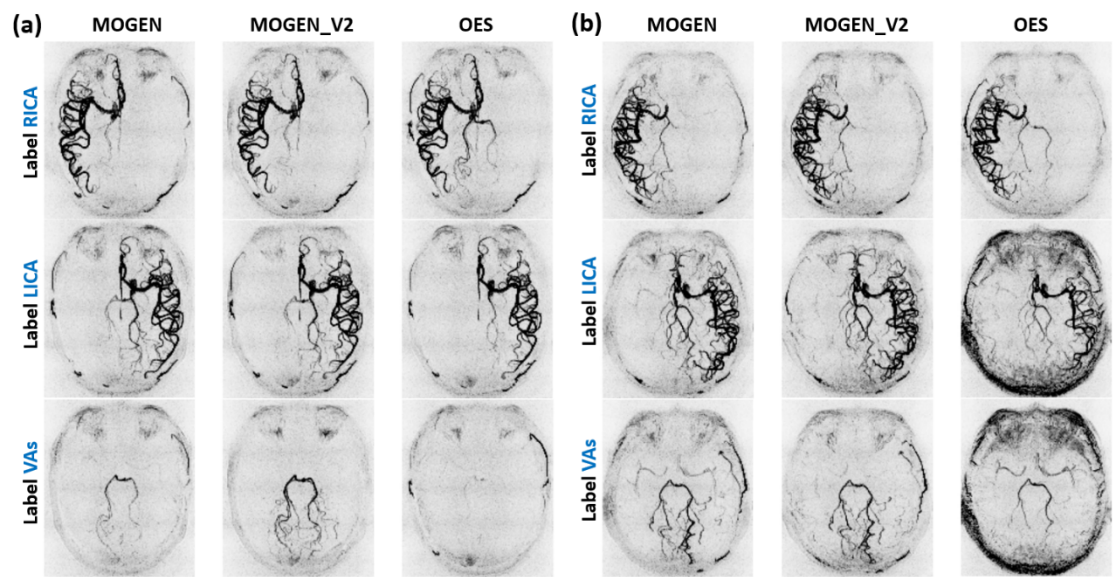 (a) MOGEN MOGEN_V2 OES (b) MOGEN MOGEN_V2 OES
Label RICA
Label RICA
Label LICA
Label LICA
Label VAs
Label VAs